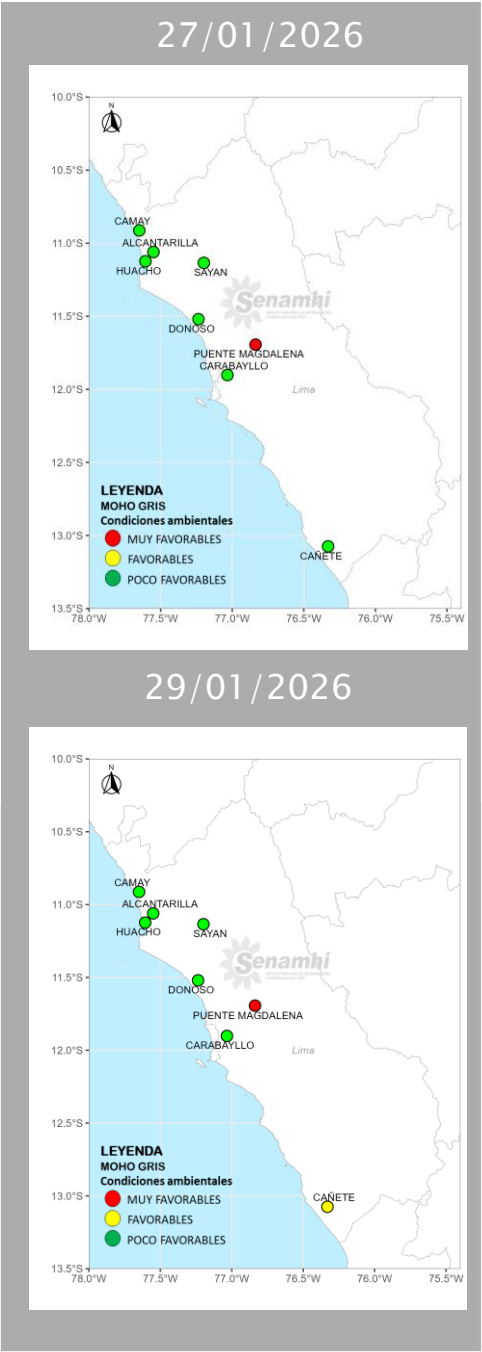 27/01/2026
10.0°S
N
10.5°S
CAMAY
11.0°S
ALCANTARILLA
HUACHO
SAYAN
Senamhi
11.5°S
DONOSO
PUENTE MAGDALENA
CARABAYLLO
12.0°S
Lima
12.5°S
LEYENDA
MOHO GRIS
Condiciones ambientales
13.0°S
MUY FAVORABLES
FAVORABLES
POCO FAVORABLES
CAÑETE
13.5°S
78.0°W 77.5°W 77.0°W 76.5°W 76.0°W 75.5°W
29/01/2026
10.0°S
N
10.5°S
CAMAY
11.0°S
ALCANTARILLA
HUACHO
SAYAN
Senamhi
11.5°S
DONOSO
PUENTE MAGDALENA
CARABAYLLO
12.0°S
Lima
12.5°S
LEYENDA
MOHO GRIS
Condiciones ambientales
13.0°S
CAÑETE
MUY FAVORABLES
FAVORABLES
POCO FAVORABLES
13.5°S
78.0°W 77.5°W 77.0°W 76.5°W 76.0°W 75.5°W